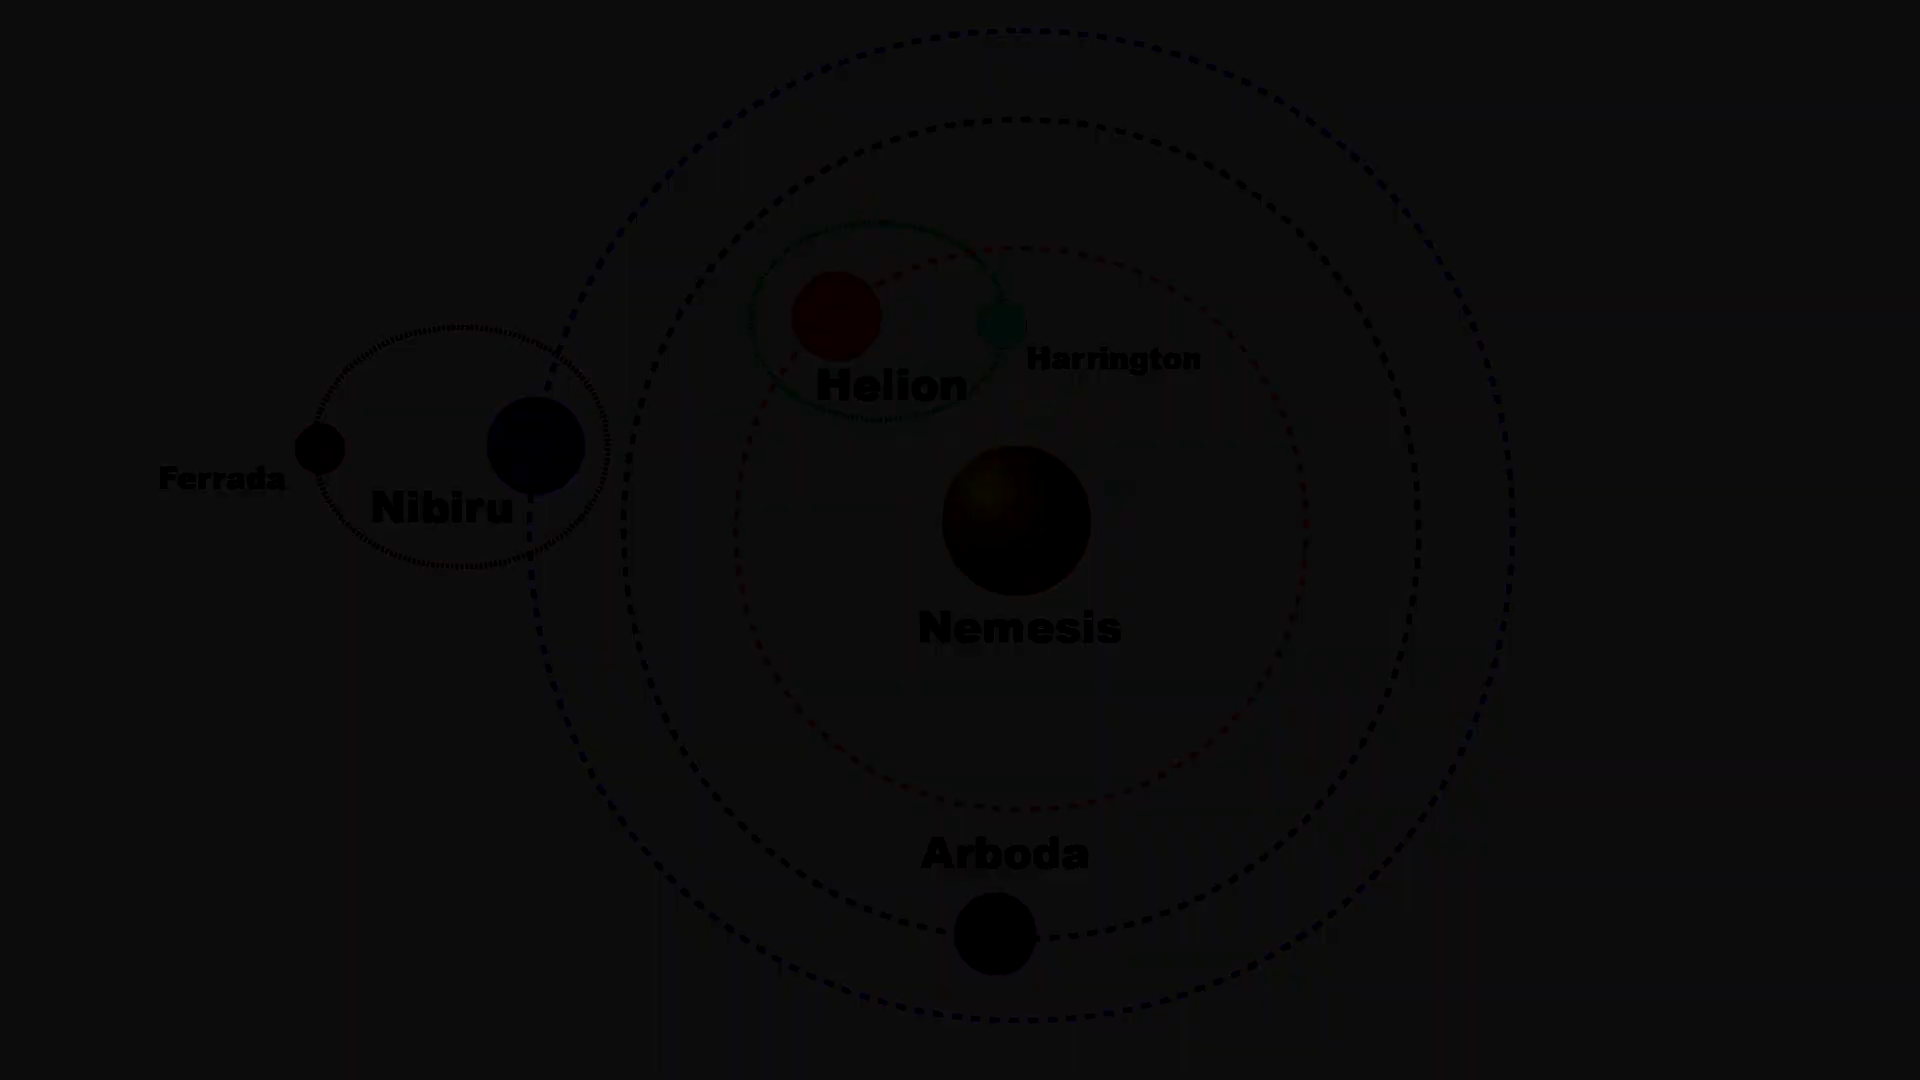 Harrington
Helion
Ferrada
Nibiru
Nemesis
Arboda